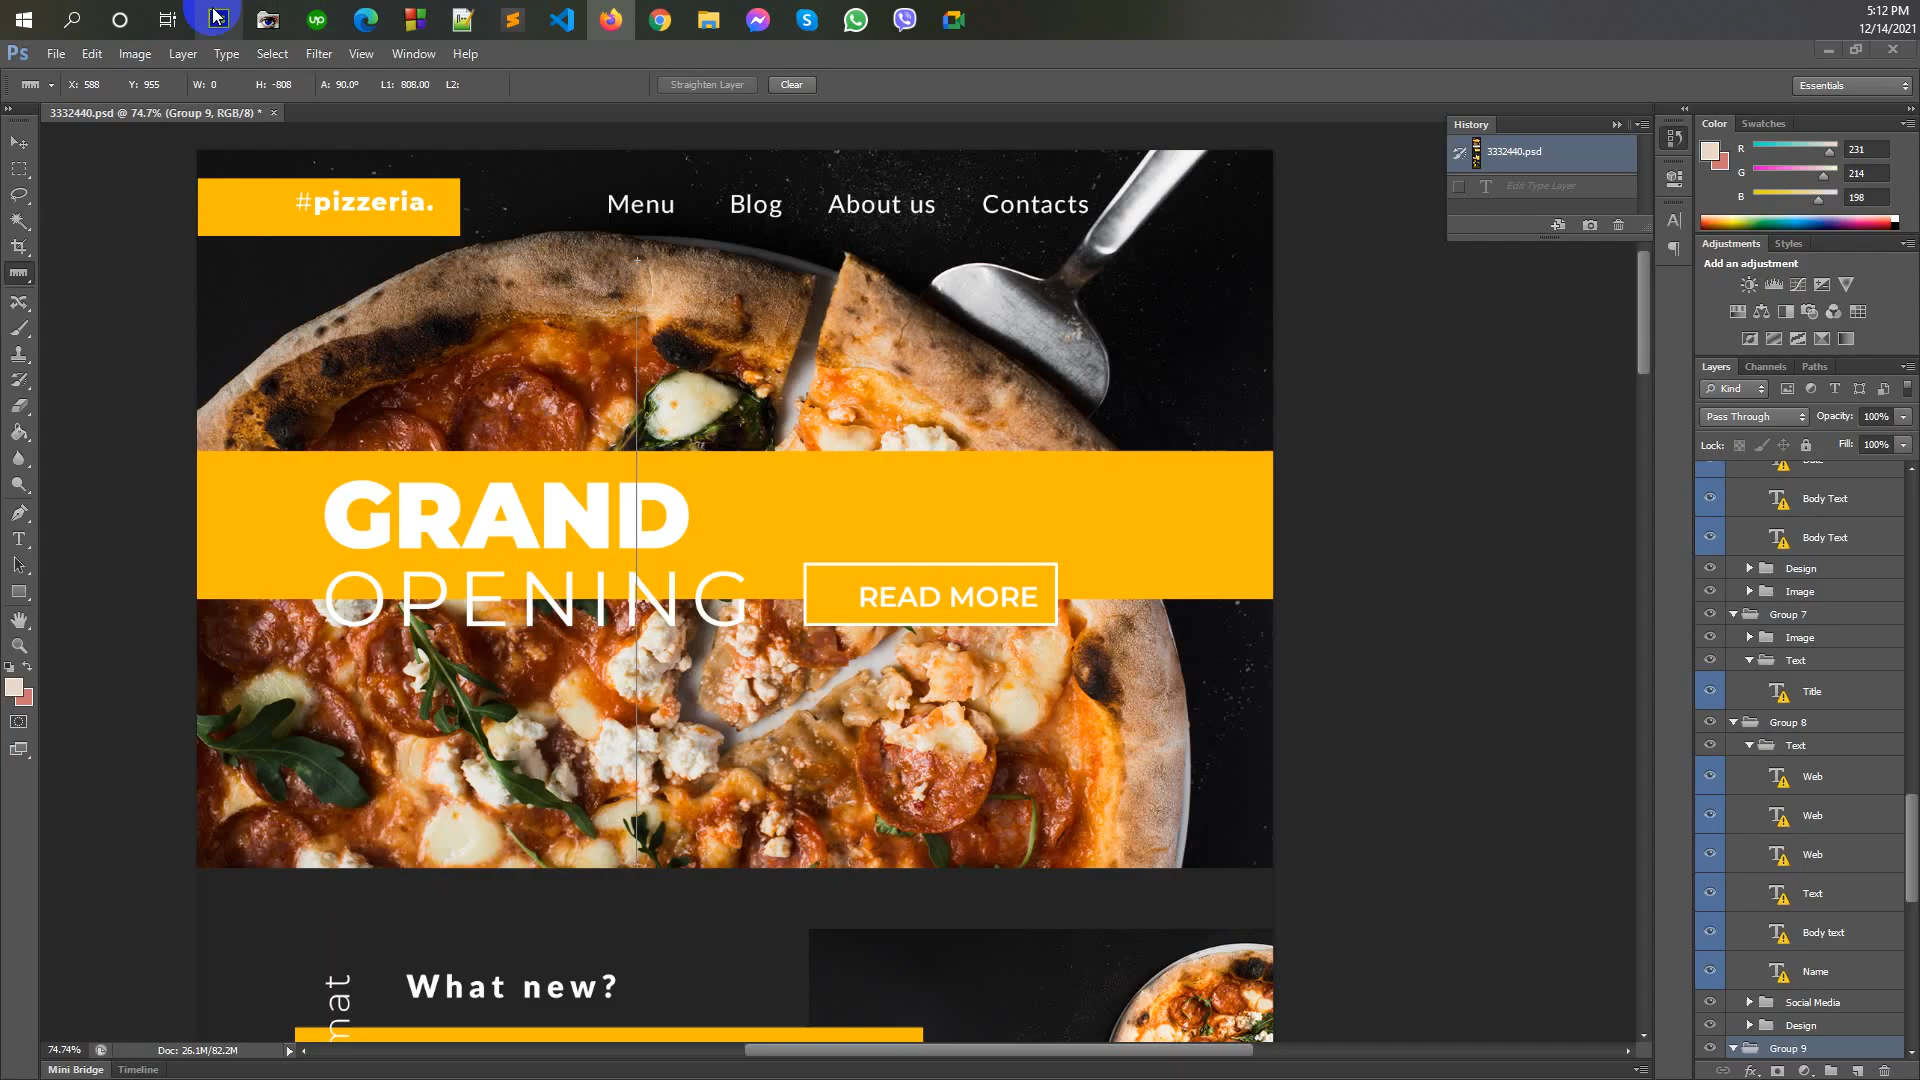 5:12 PM
12/14/2021
Ps File Edit Image Layer Type Select Filter View Window Help
X: 588 Y: 955 W: 0 H: -808 A: 90.0° L1: 808.00 L2: Straighten Layer Clear Essentials
3332440.psd @ 74.7% (Group 9, RGB/8) * ×
History
3332440.psd
Edit Type Layer
Color Swatches
R 231
G 214
B 198
Adjustments Styles
Add an adjustment
Layers Channels Paths
Kind
Pass Through Opacity: 100%
Lock: Fill: 100%
Body Text
Body Text
Design
Image
Group 7
Image
Text
Title
Group 8
Text
Web
Web
Web
Text
Body text
Name
Social Media
Design
Group 9
#pizzeria.
Menu Blog About us Contacts
GRAND
OPENING
READ MORE
What new?
74.74% Doc: 26.1M/82.2M
Mini Bridge Timeline